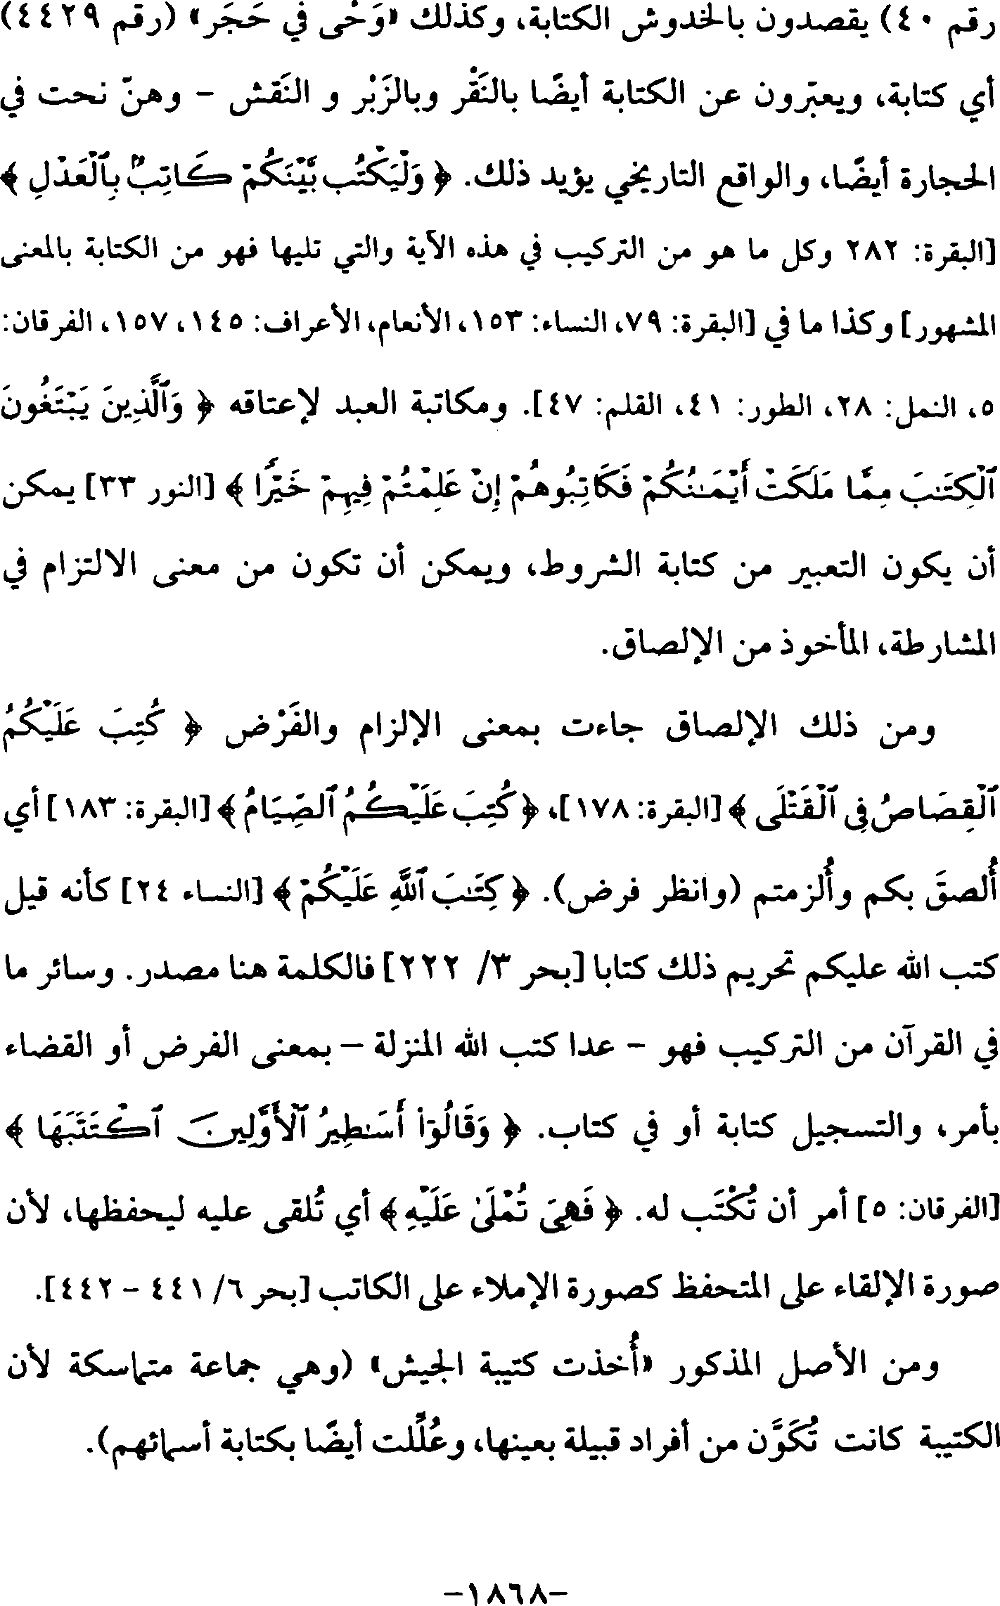 رقم ٤٠) يقصدون بالخدوش الكتابة، وكذلك «وَحْى في حَجَر» (رقم ٤٤٢٩)
أي كتابة، ويعبّرون عن الكتابة أيضًا بالنَقْر وبالزَبْر و النَقش – وهنّ نحت في
الحجارة أيضًا، والواقع التاريخي يؤيد ذلك. ﴿ وَلْيَكْتُب بَّيْنَكُمْ كَاتِبٌۢ بِٱلْعَدْلِ ﴾
[البقرة: ٢٨٢ وكل ما هو من التركيب في هذه الآية والتي تليها فهو من الكتابة بالمعنى
المشهور] وكذا ما في [البقرة: ٧٩، النساء: ١٥٣، الأنعام، الأعراف: ١٤٥، ١٥٧، الفرقان:
٥، النمل: ٢٨، الطور: ٤١، القلم: ٤٧]. ومكاتبة العبد لإعتاقه ﴿ وَٱلَّذِينَ يَبْتَغُونَ
ٱلْكِتَـٰبَ مِمَّا مَلَكَتْ أَيْمَـٰنُكُمْ فَكَاتِبُوهُمْ إِنْ عَلِمْتُمْ فِيهِمْ خَيْرًا ﴾ [النور ٣٣] يمكن
أن يكون التعبير من كتابة الشروط، ويمكن أن تكون من معنى الالتزام في
المشارطة، المأخوذ من الإلصاق.
ومن ذلك الإلصاق جاءت بمعنى الإلزام والفَرْض ﴿ كُتِبَ عَلَيْكُمُ
ٱلْقِصَاصُ فِى ٱلْقَتْلَى ﴾ [البقرة: ١٧٨]، ﴿ كُتِبَ عَلَيْكُمُ ٱلصِّيَامُ ﴾ [البقرة: ١٨٣] أي
أُلصقَ بكم وأُلزمتم (وانظر فرض). ﴿ كِتَـٰبَ ٱللَّهِ عَلَيْكُمْ ﴾ [النساء ٢٤] كأنه قيل
كتب الله عليكم تحريم ذلك كتابا [بحر ٣/ ٢٢٢] فالكلمة هنا مصدر. وسائر ما
في القرآن من التركيب فهو – عدا كتب الله المنزلة – بمعنى الفرض أو القضاء
بأمر، والتسجيل كتابة أو في كتاب. ﴿ وَقَالُوٓا۟ أَسَـٰطِيرُ ٱلْأَوَّلِينَ ٱكْتَتَبَهَا ﴾
[الفرقان: ٥] أمر أن تُكْتَب له. ﴿ فَهِىَ تُمْلَىٰ عَلَيْهِ ﴾ أي تُلقى عليه ليحفظها، لأن
صورة الإلقاء على المتحفظ كصورة الإملاء على الكاتب [بحر ٦/ ٤٤١ – ٤٤٢].
ومن الأصل المذكور «أُخذت كتيبة الجيش» (وهي جماعة متماسكة لأن
الكتيبة كانت تُكَوَّن من أفراد قبيلة بعينها، وعُلِّلت أيضًا بكتابة أسمائهم).
–١٨٦٨–